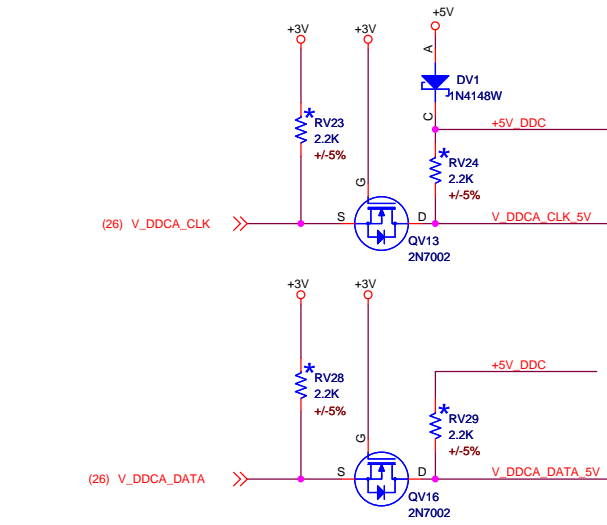 +5V
+3V
+3V
A
DV1
1N4148W
C
+5V_DDC
*
RV23
2.2K
+/-5%
*
RV24
2.2K
+/-5%
G
(26) V_DDCA_CLK
S
D
V_DDCA_CLK_5V
QV13
2N7002
+3V
+3V
+5V_DDC
*
RV28
2.2K
+/-5%
*
RV29
2.2K
+/-5%
G
(26) V_DDCA_DATA
S
D
V_DDCA_DATA_5V
QV16
2N7002